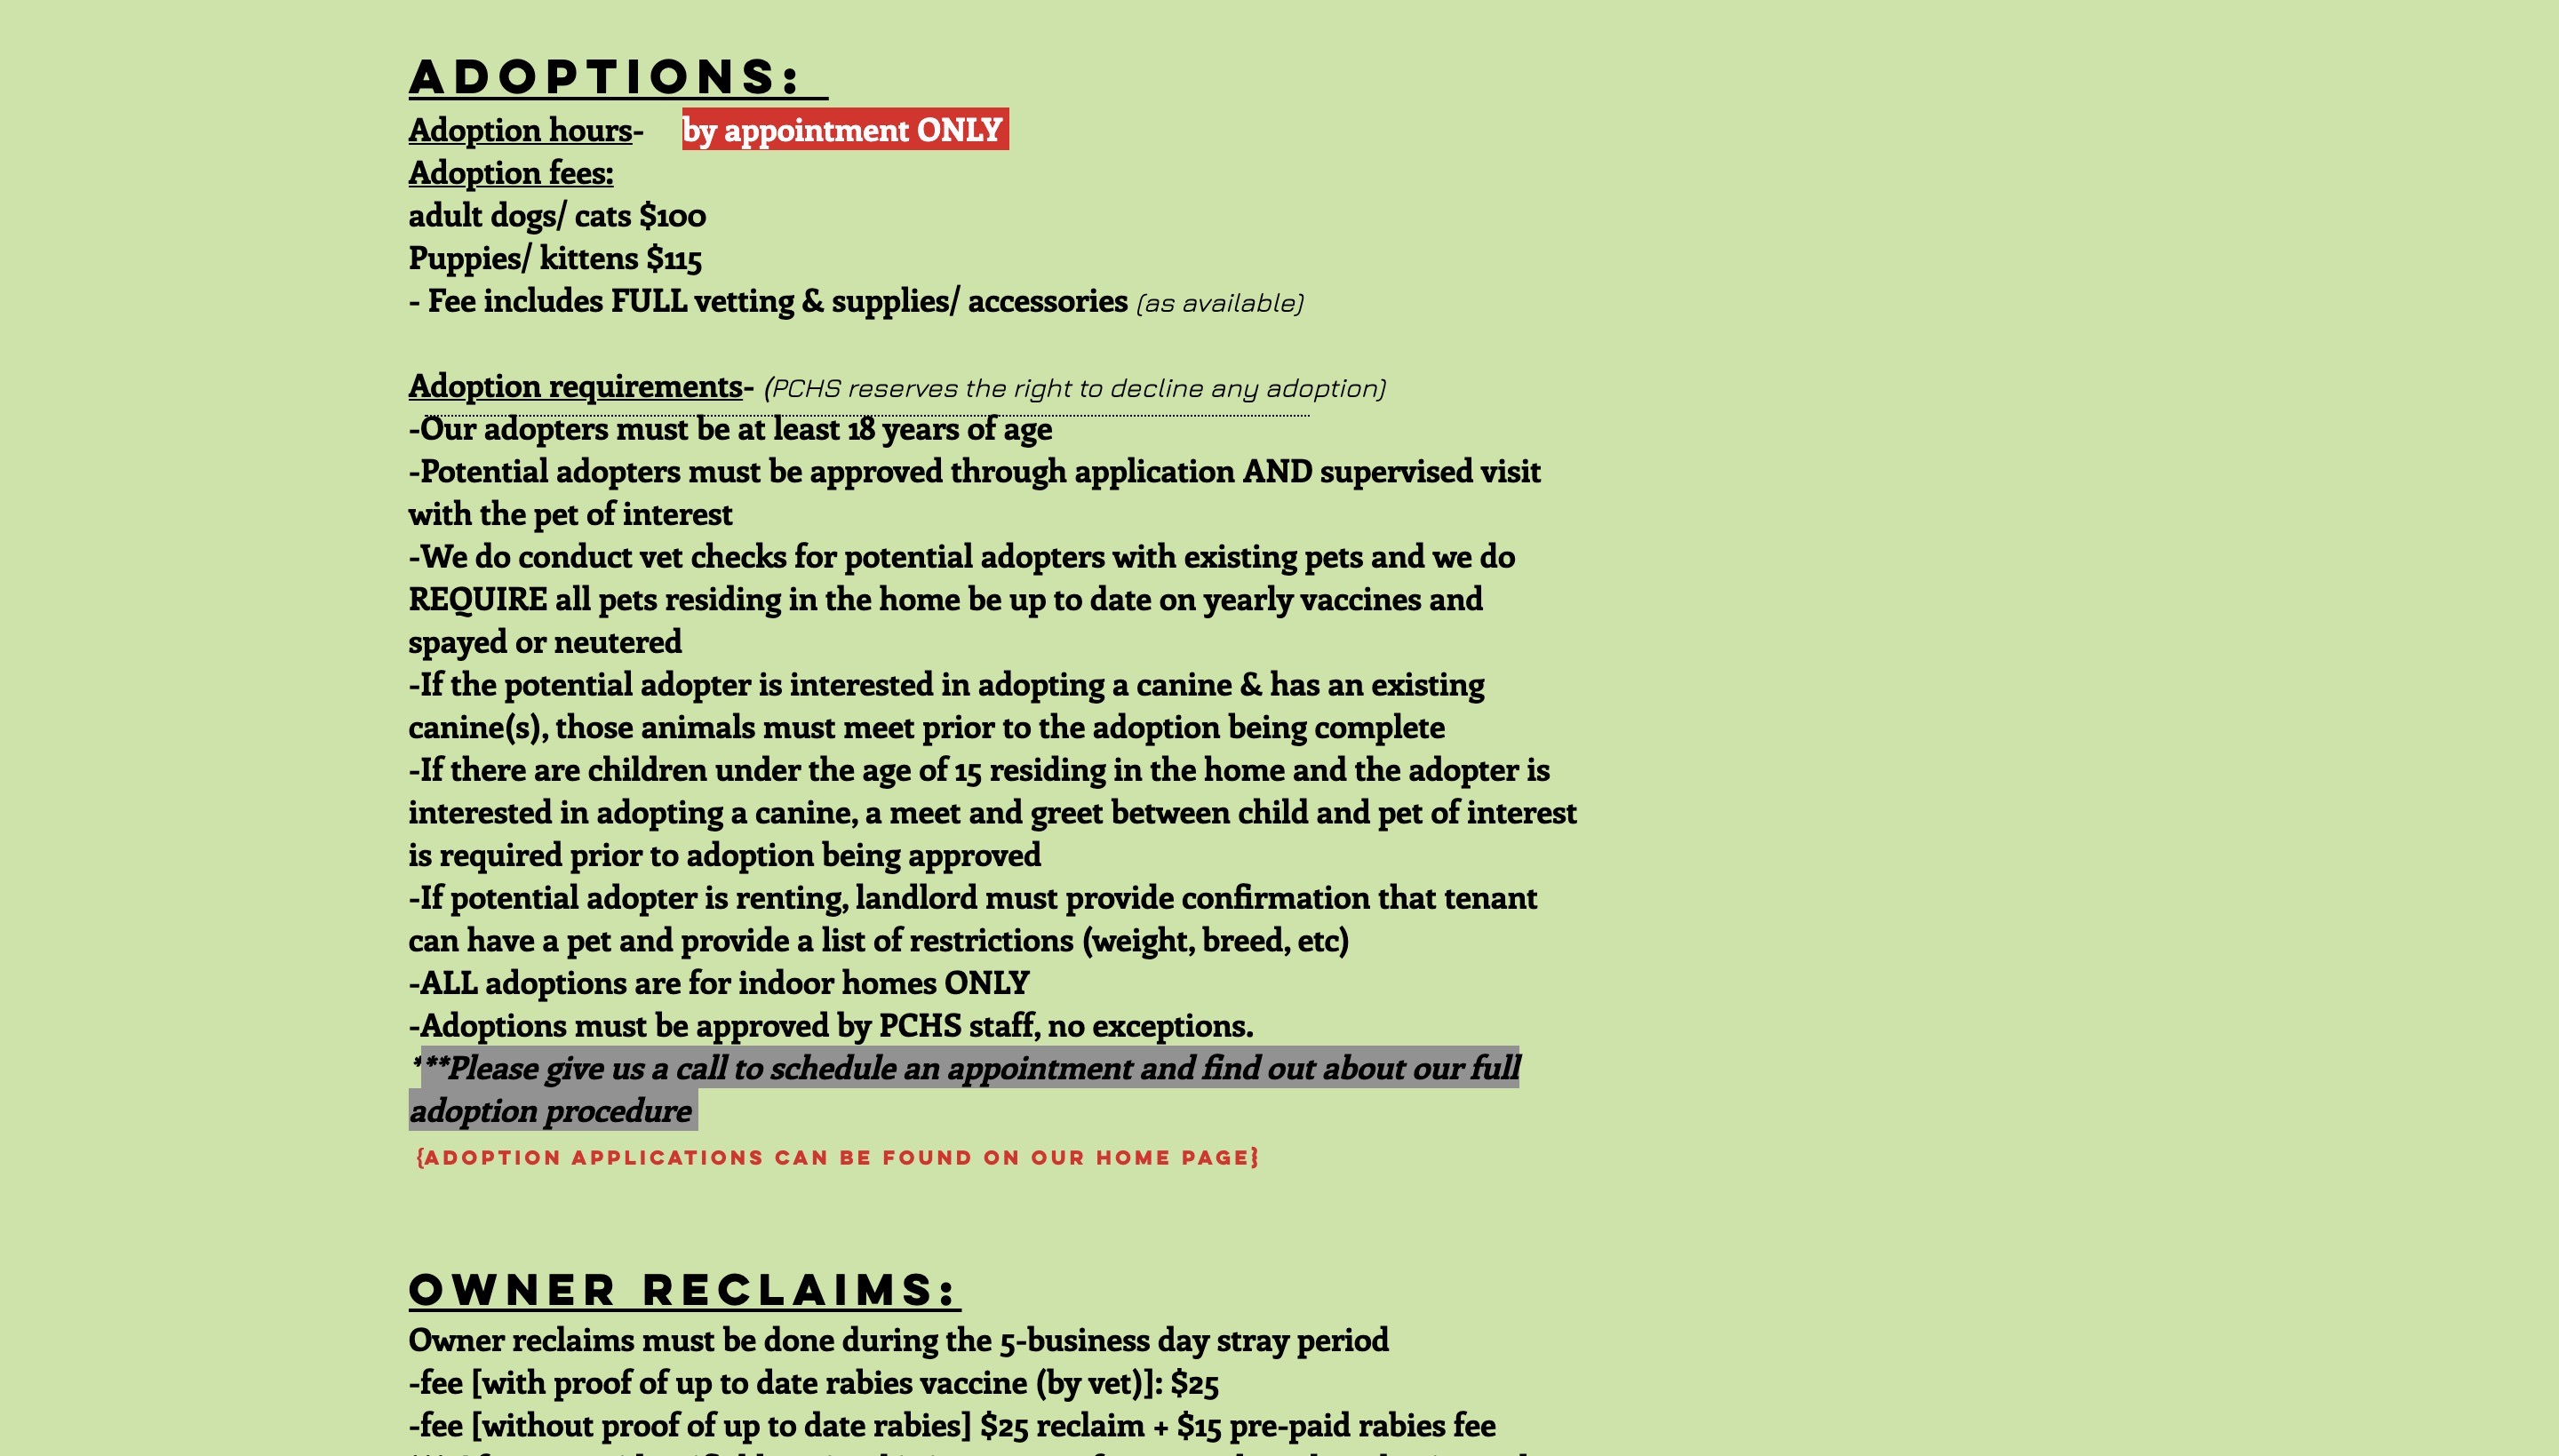 ADOPTIONS:
Adoption hours- by appointment ONLY
Adoption fees:
adult dogs/ cats $100
Puppies/ kittens $115
- Fee includes FULL vetting & supplies/ accessories (as available)
Adoption requirements- (PCHS reserves the right to decline any adoption)
-Our adopters must be at least 18 years of age
-Potential adopters must be approved through application AND supervised visit
with the pet of interest
-We do conduct vet checks for potential adopters with existing pets and we do
REQUIRE all pets residing in the home be up to date on yearly vaccines and
spayed or neutered
-If the potential adopter is interested in adopting a canine & has an existing
canine(s), those animals must meet prior to the adoption being complete
-If there are children under the age of 15 residing in the home and the adopter is
interested in adopting a canine, a meet and greet between child and pet of interest
is required prior to adoption being approved
-If potential adopter is renting, landlord must provide confirmation that tenant
can have a pet and provide a list of restrictions (weight, breed, etc)
-ALL adoptions are for indoor homes ONLY
-Adoptions must be approved by PCHS staff, no exceptions.
***Please give us a call to schedule an appointment and find out about our full
adoption procedure
{ADOPTION APPLICATIONS CAN BE FOUND ON OUR HOME PAGE}
OWNER RECLAIMS:
Owner reclaims must be done during the 5-business day stray period
-fee [with proof of up to date rabies vaccine (by vet)]: $25
-fee [without proof of up to date rabies] $25 reclaim + $15 pre-paid rabies fee